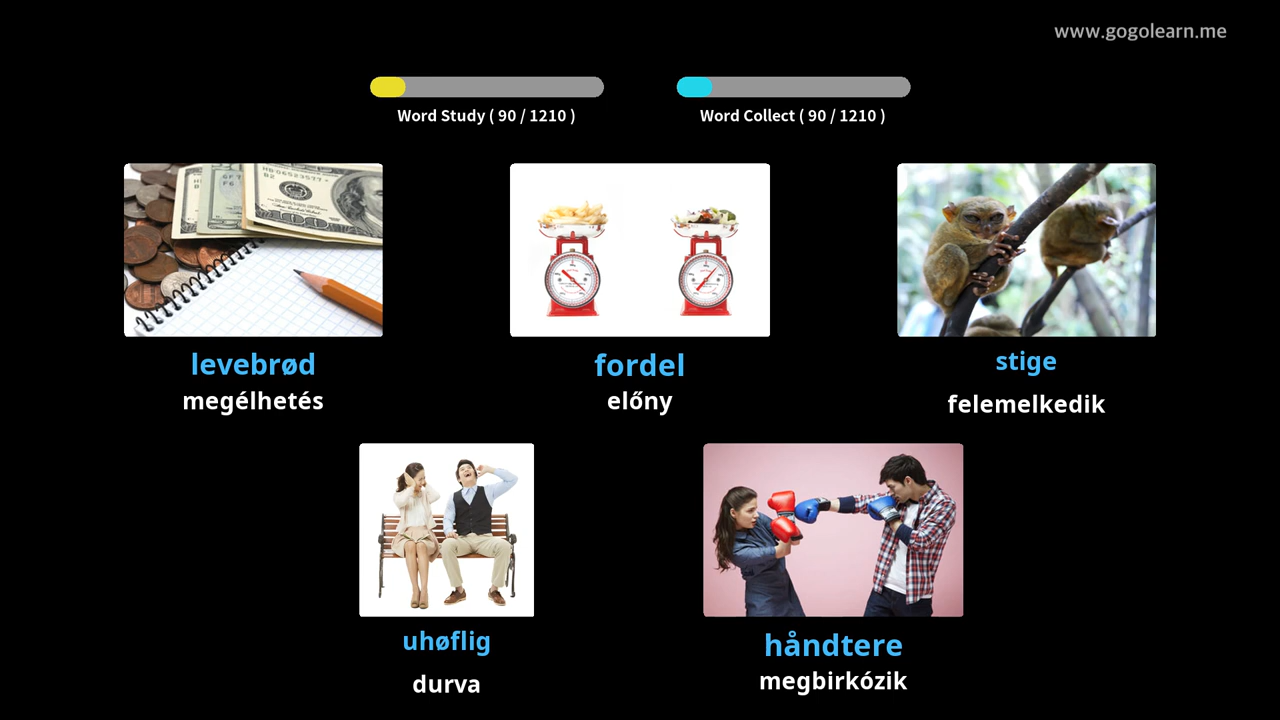 www.gogolearn.me
Word Study ( 90 / 1210 )
Word Collect ( 90 / 1210 )
levebrød
megélhetés
fordel
előny
stige
felemelkedik
uhøflig
durva
håndtere
megbirkózik